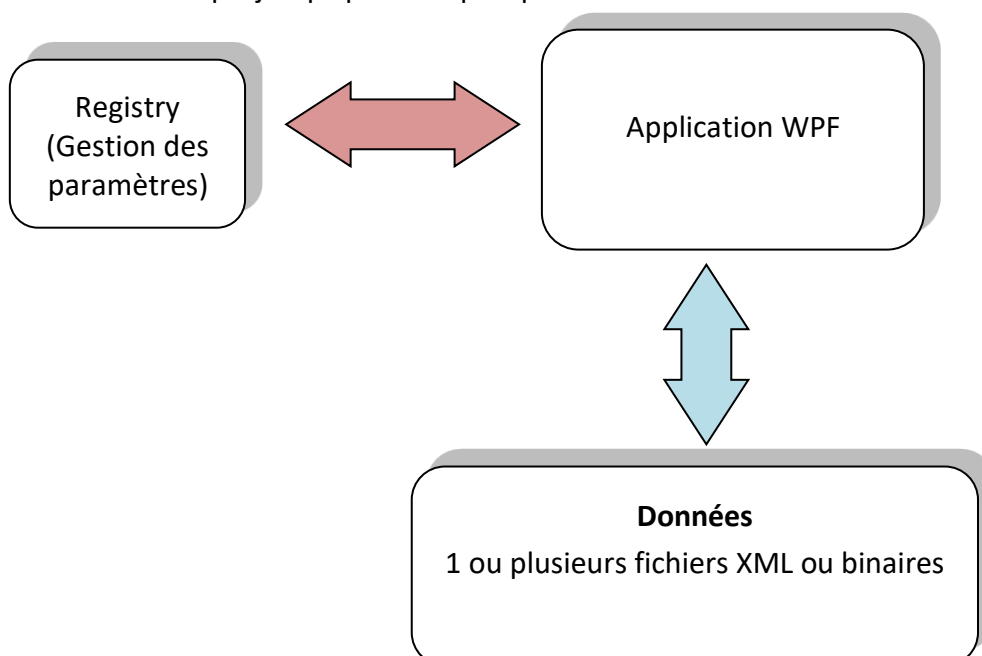 Registry
(Gestion des
paramètres)
Application WPF
Données
1 ou plusieurs fichiers XML ou binaires